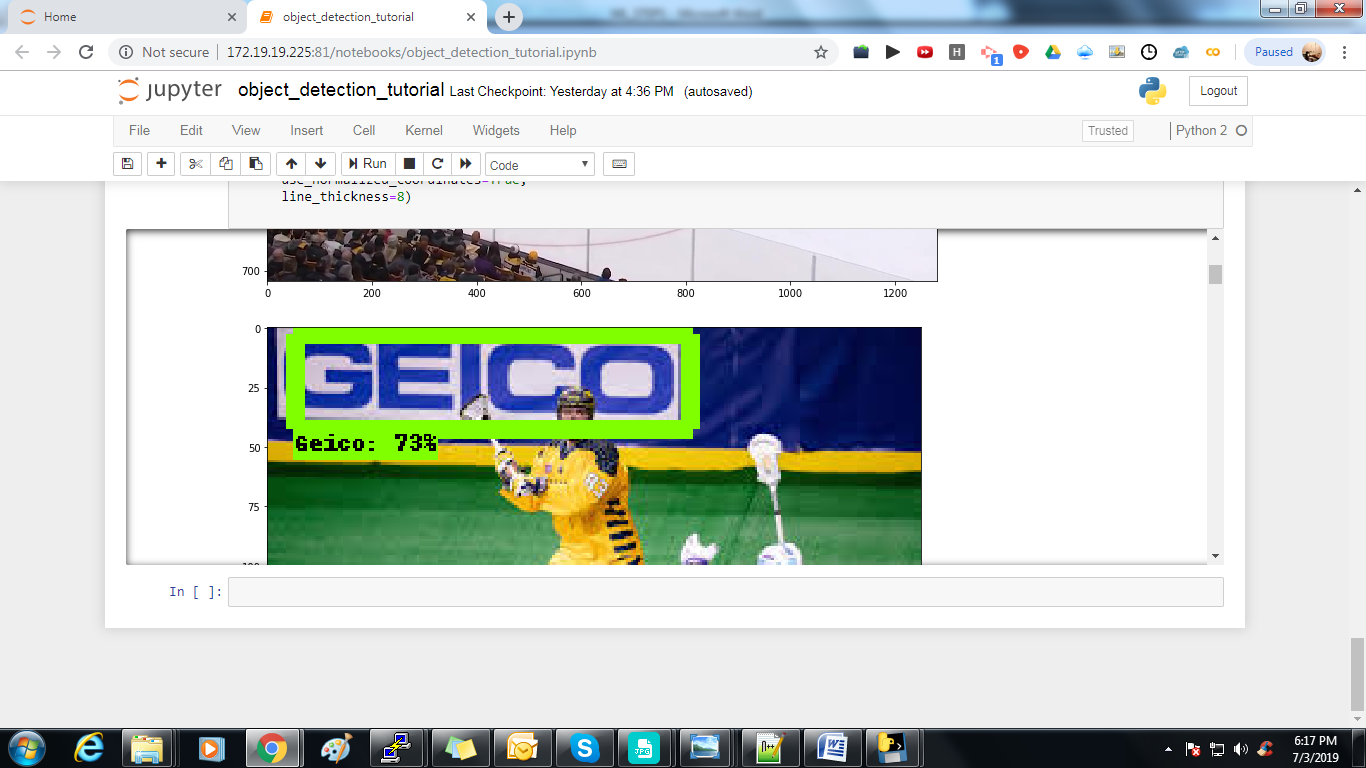 Home
object_detection_tutorial
Not secure
172.19.19.225:81/notebooks/object_detection_tutorial.ipynb
H
1
Paused
jupyter
object_detection_tutorial Last Checkpoint: Yesterday at 4:36 PM (autosaved)
Logout
File Edit View Insert Cell Kernel Widgets Help
Trusted
Python 2
Run
Code
line_thickness=8)
700
0 200 400 600 800 1000 1200
0
25
50
75
GEICO
Geico: 73%
In [ ]:
JPG
6:17 PM
7/3/2019